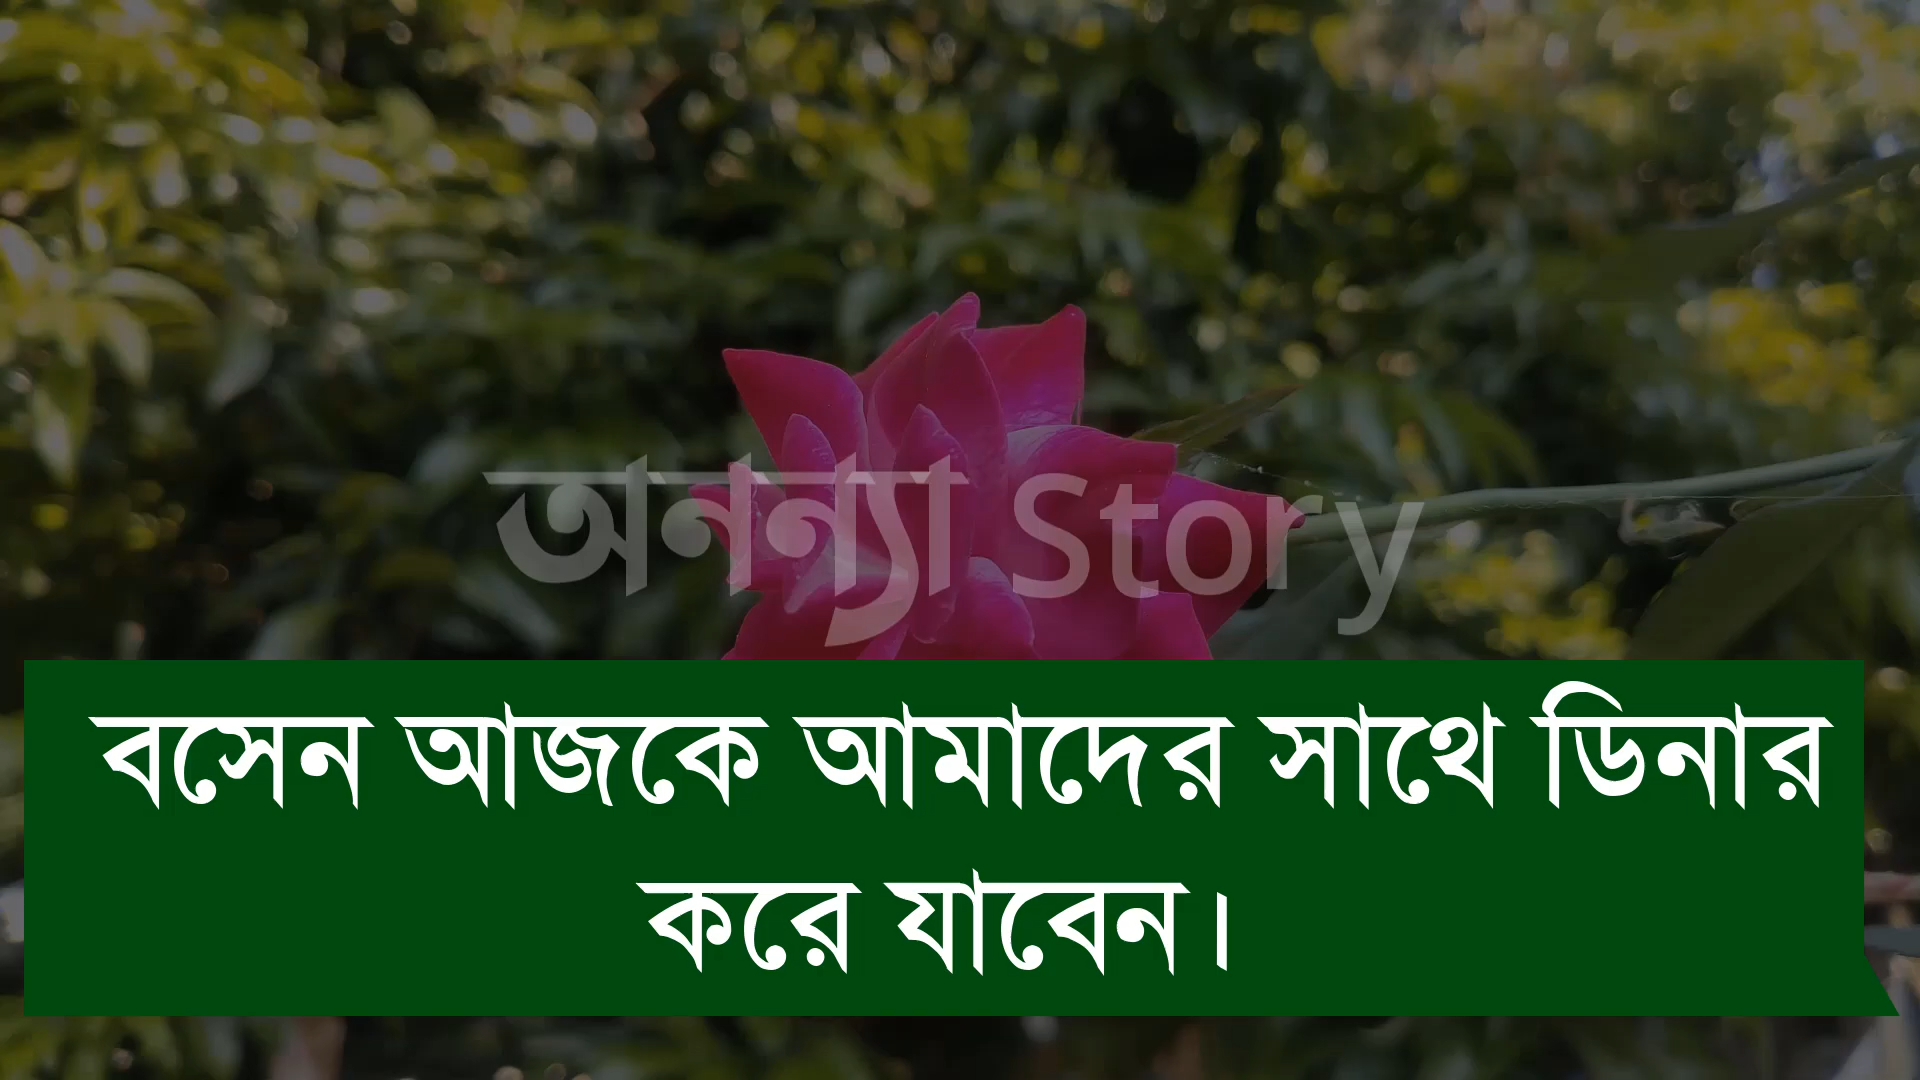 অনন্যা Story
বসেন আজকে আমাদের সাথে ডিনার
করে যাবেন।